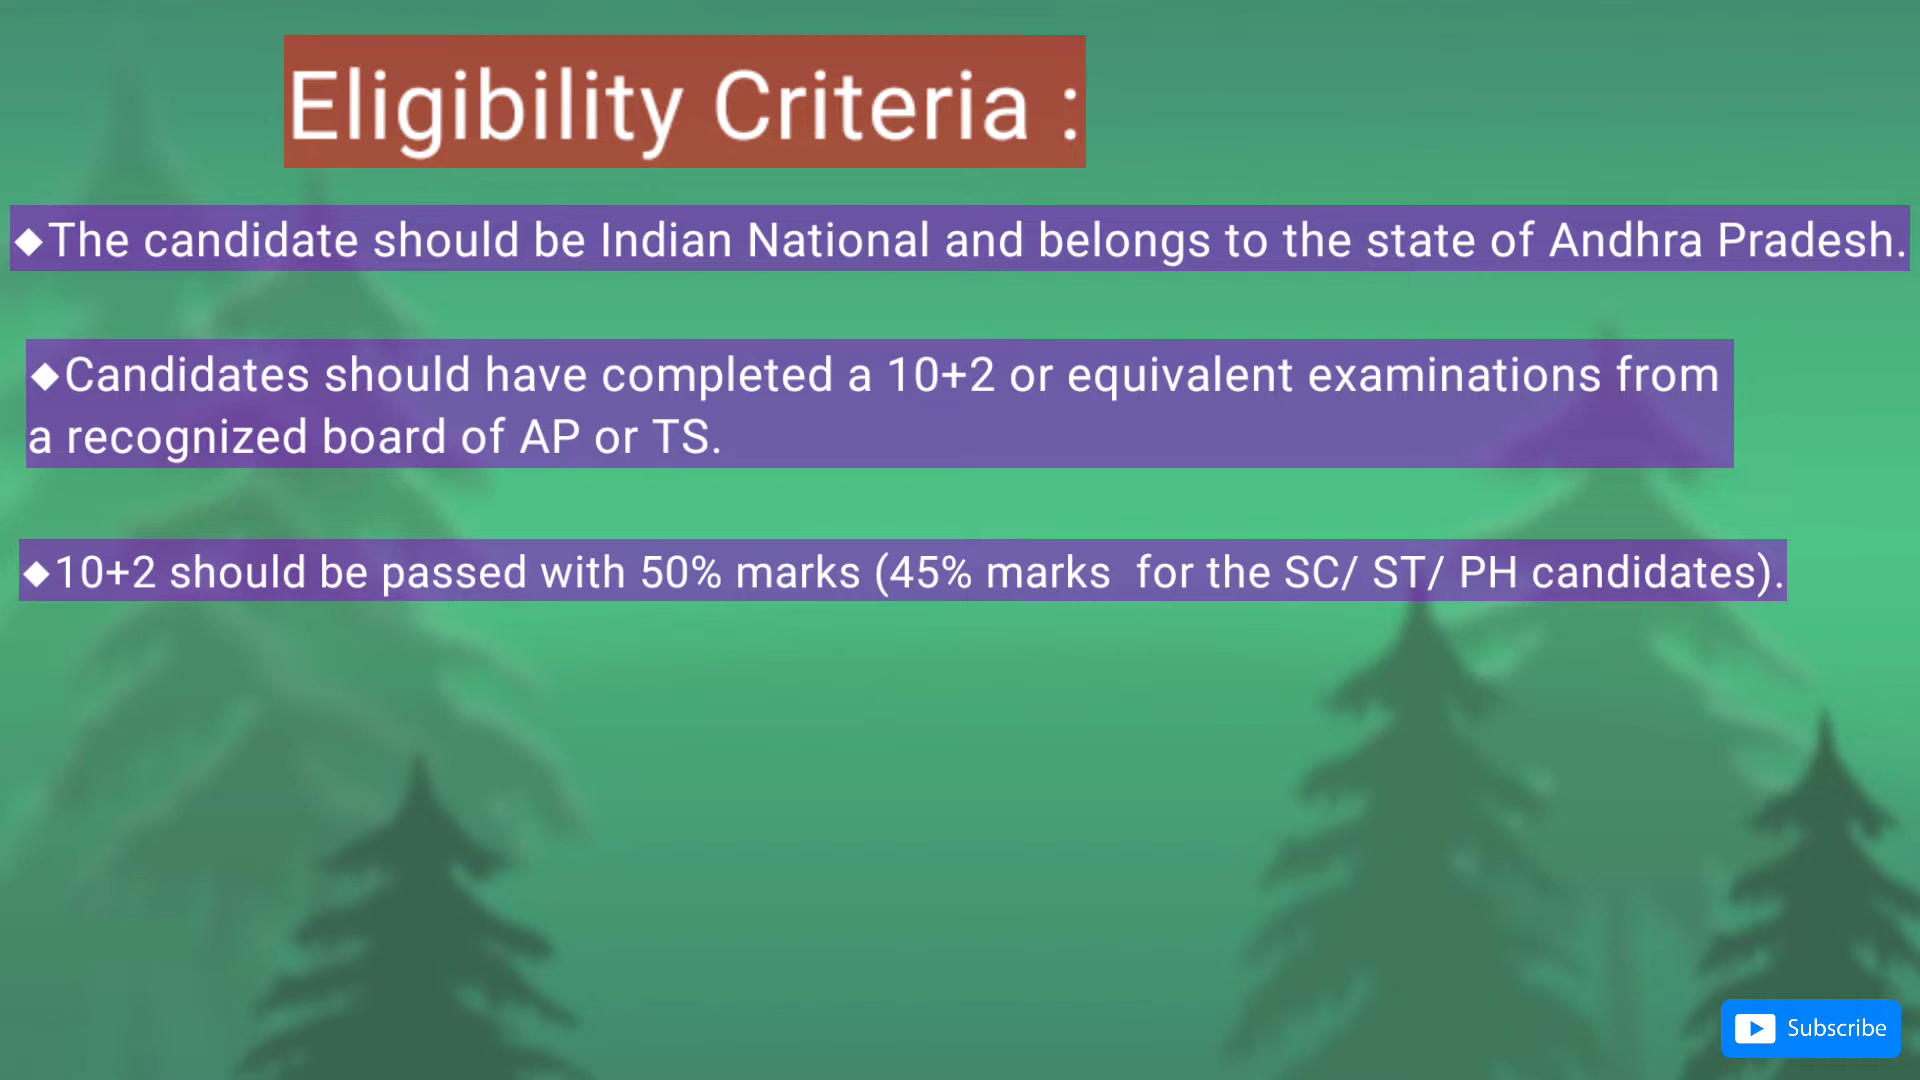 Eligibility Criteria :
◆The candidate should be Indian National and belongs to the state of Andhra Pradesh.
◆Candidates should have completed a 10+2 or equivalent examinations from
a recognized board of AP or TS.
◆10+2 should be passed with 50% marks (45% marks  for the SC/ ST/ PH candidates).
Subscribe